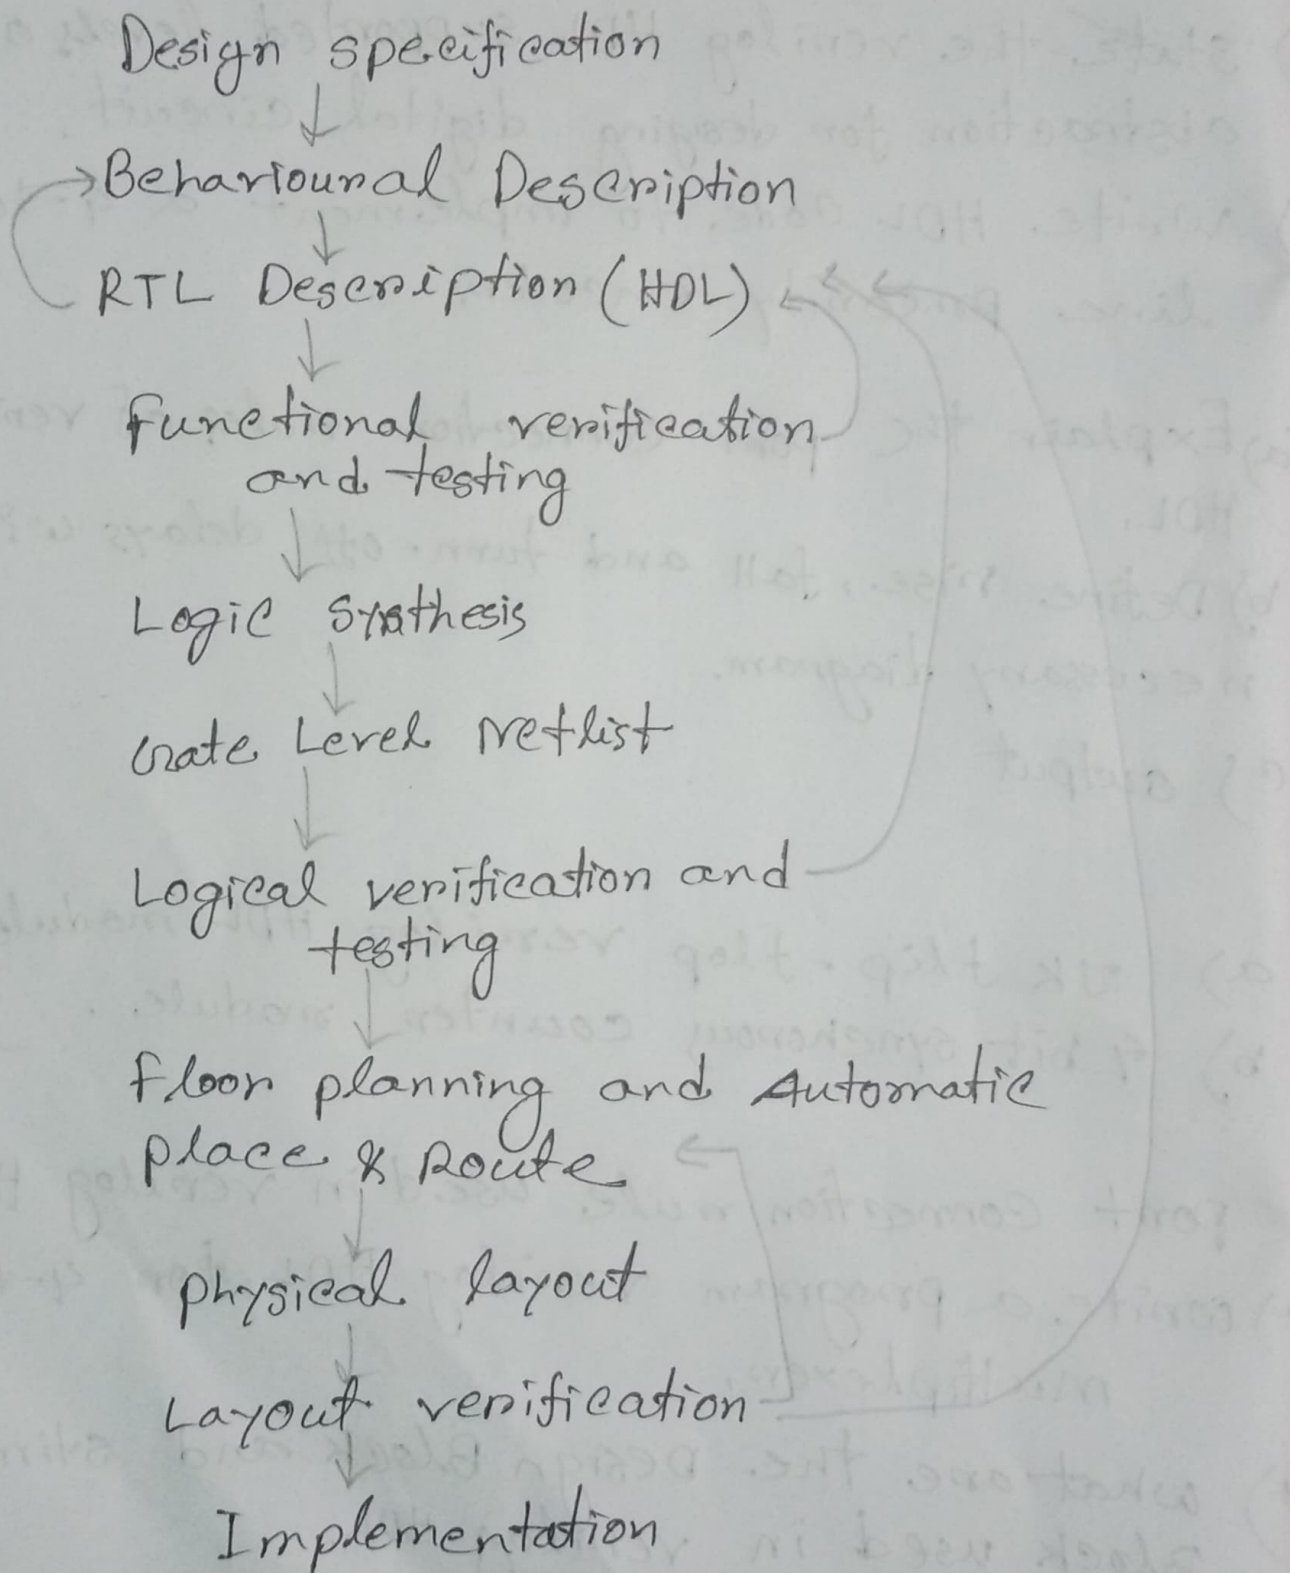 Design specification
Behaviounal Description
RTL Description (HDL)
Functional verification
and testing
Logic synthesis
Gate Level Netlist
Logical verification and
testing
Floor planning and Automatic
place & Route
physical layout
Layout verification
Implementation